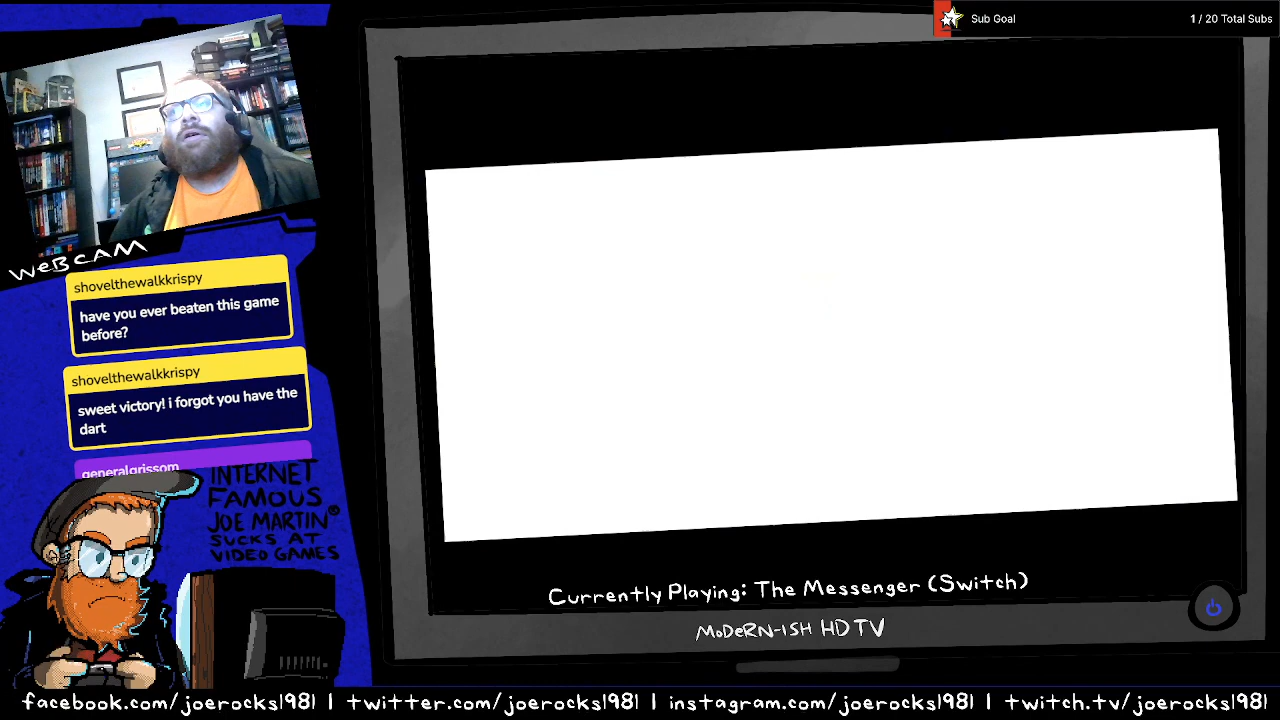 Sub Goal
1 / 20 Total Subs
WEBCAM
shovelthewalkkrispy
have you ever beaten this game
before?
shovelthewalkkrispy
sweet victory! i forgot you have the
dart
generalgrissom
INTERNET
FAMOUS
JOE MARTIN©
SUCKS AT
VIDEO GAMES
Currently Playing: The Messenger (Switch)
MODERN-ISH HDTV
facebook.com/joerocks1981 | twitter.com/joerocks1981 | instagram.com/joerocks1981 | twitch.tv/joerocks1981